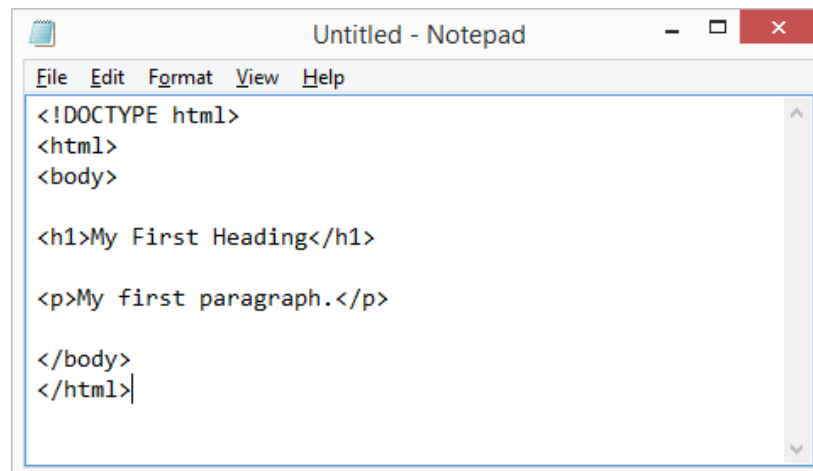 Untitled - Notepad
File Edit Format View Help
<!DOCTYPE html>
<html>
<body>
<h1>My First Heading</h1>
<p>My first paragraph.</p>
</body>
</html>